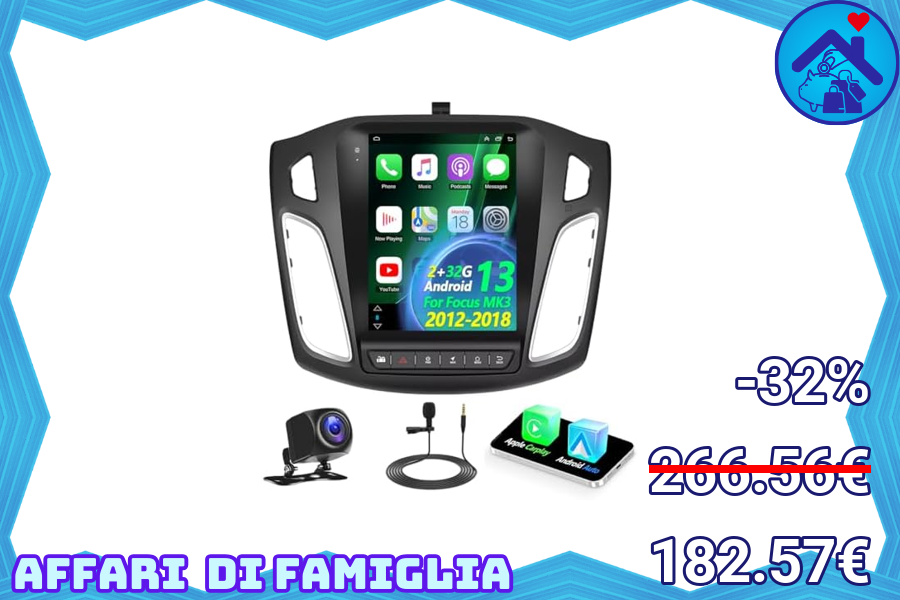 Phone Music Podcasts Messages
Now Playing Maps Monday 18
YouTube
2+32G Android 13
For Focus MK3
2012-2018
Apple Carplay
Android Auto
-32%
266.56€
182.57€
AFFARI DI FAMIGLIA